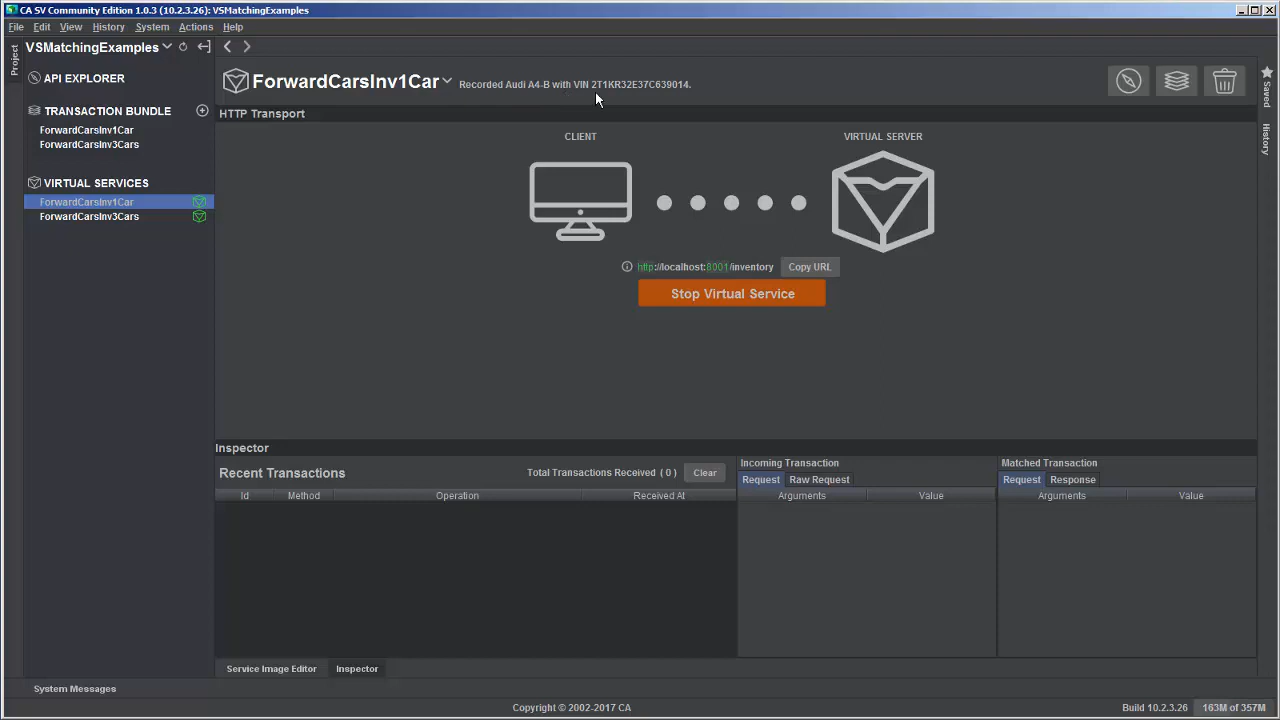 CA SV Community Edition 1.0.3 (10.2.3.26): VSMatchingExamples
File Edit View History System Actions Help
Project
VSMatchingExamples
API EXPLORER
TRANSACTION BUNDLE
ForwardCarsInv1Car
ForwardCarsInv3Cars
VIRTUAL SERVICES
ForwardCarsInv1Car
ForwardCarsInv3Cars
ForwardCarsInv1Car Recorded Audi A4-B with VIN 2T1KR32E37C639014.
Saved
History
HTTP Transport
CLIENT VIRTUAL SERVER
http://localhost:8001/inventory Copy URL
Stop Virtual Service
Inspector
Recent Transactions Total Transactions Received ( 0 ) Clear
Id Method Operation Received At
Incoming Transaction
Request Raw Request
Arguments Value
Matched Transaction
Request Response
Arguments Value
Service Image Editor Inspector
System Messages
Copyright © 2002-2017 CA Build 10.2.3.26 163M of 357M